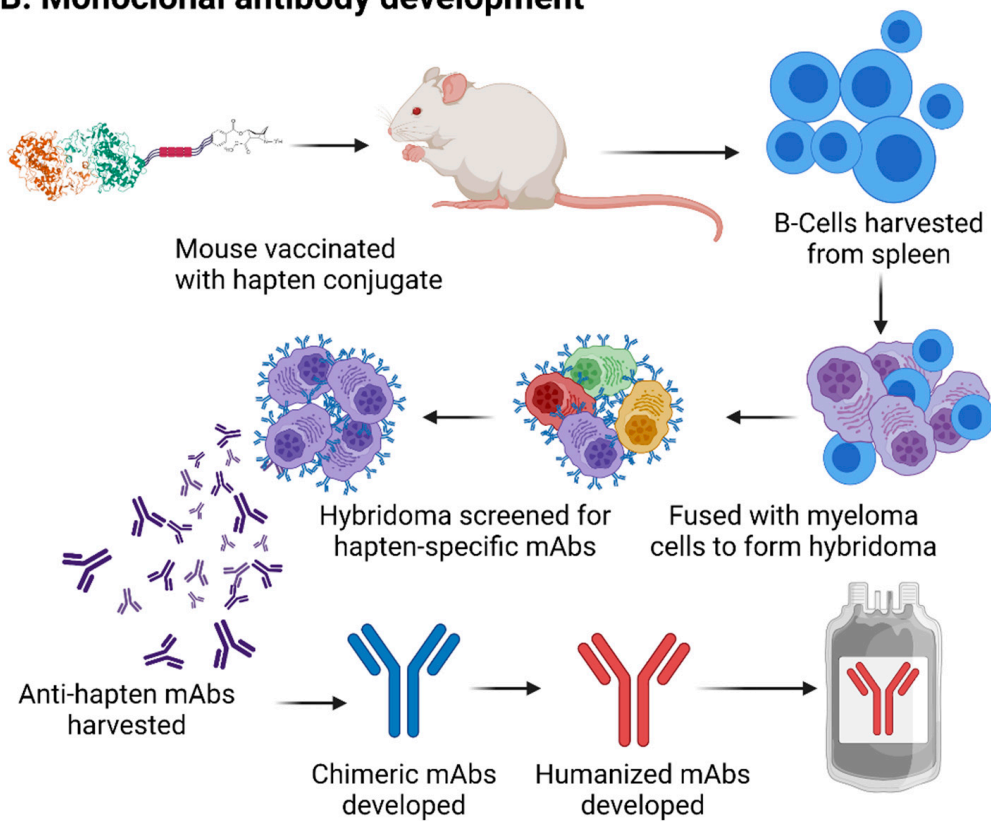 B. Monoclonal antibody development
Mouse vaccinated
with hapten conjugate
B-Cells harvested
from spleen
Hybridoma screened for
hapten-specific mAbs
Fused with myeloma
cells to form hybridoma
Anti-hapten mAbs
harvested
Chimeric mAbs
developed
Humanized mAbs
developed